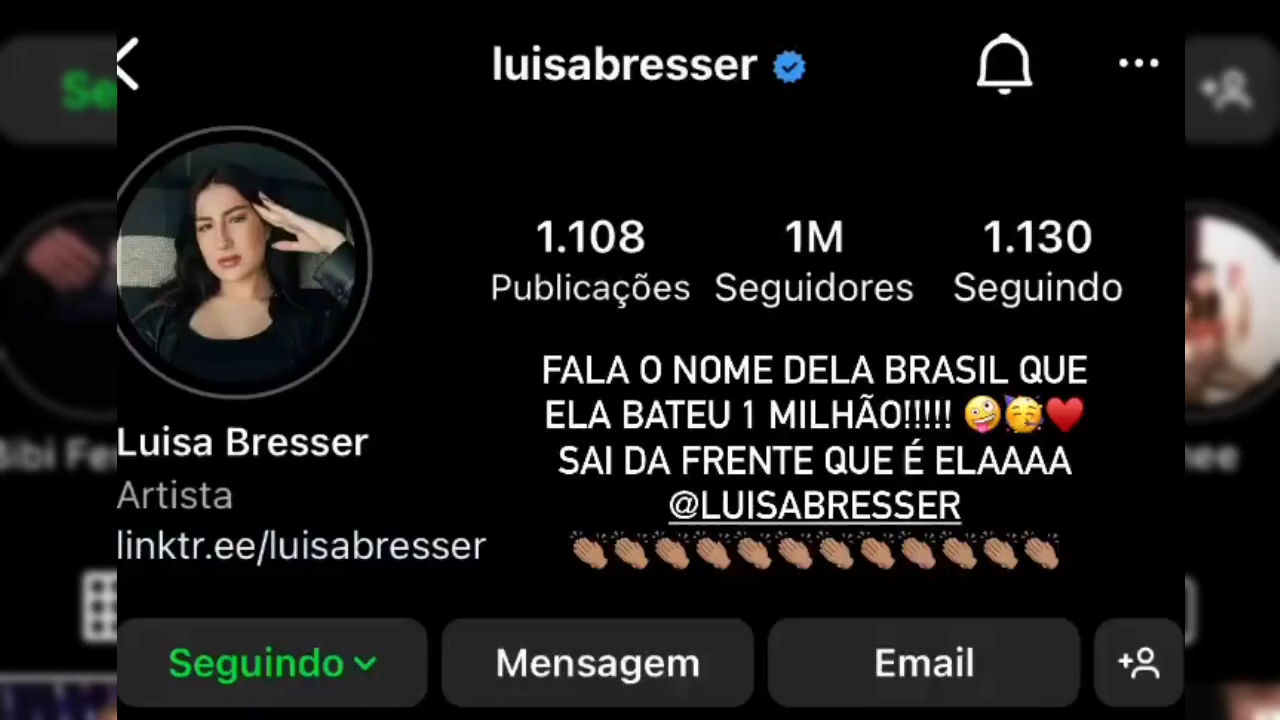 luisabresser
1.108 1M 1.130
Publicações Seguidores Seguindo
FALA O NOME DELA BRASIL QUE
ELA BATEU 1 MILHÃO!!!!! 🤪🥳♥️
SAI DA FRENTE QUE É ELAAAA
@LUISABRESSER
👏🏽👏🏽👏🏽👏🏽👏🏽👏🏽👏🏽👏🏽👏🏽👏🏽👏🏽👏🏽
Luisa Bresser
Artista
linktr.ee/luisabresser
Seguindo Mensagem Email